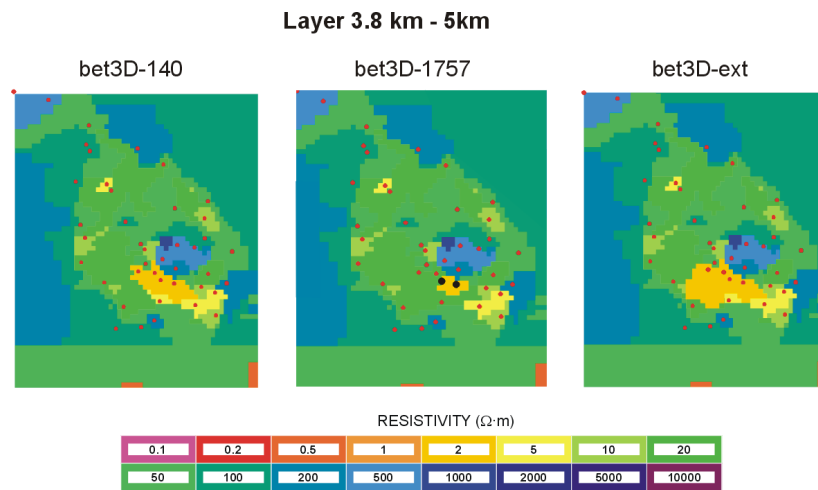 Layer 3.8 km - 5km
bet3D-140 bet3D-1757 bet3D-ext
RESISTIVITY (Ω·m)
0.1 0.2 0.5 1 2 5 10 20
50 100 200 500 1000 2000 5000 10000